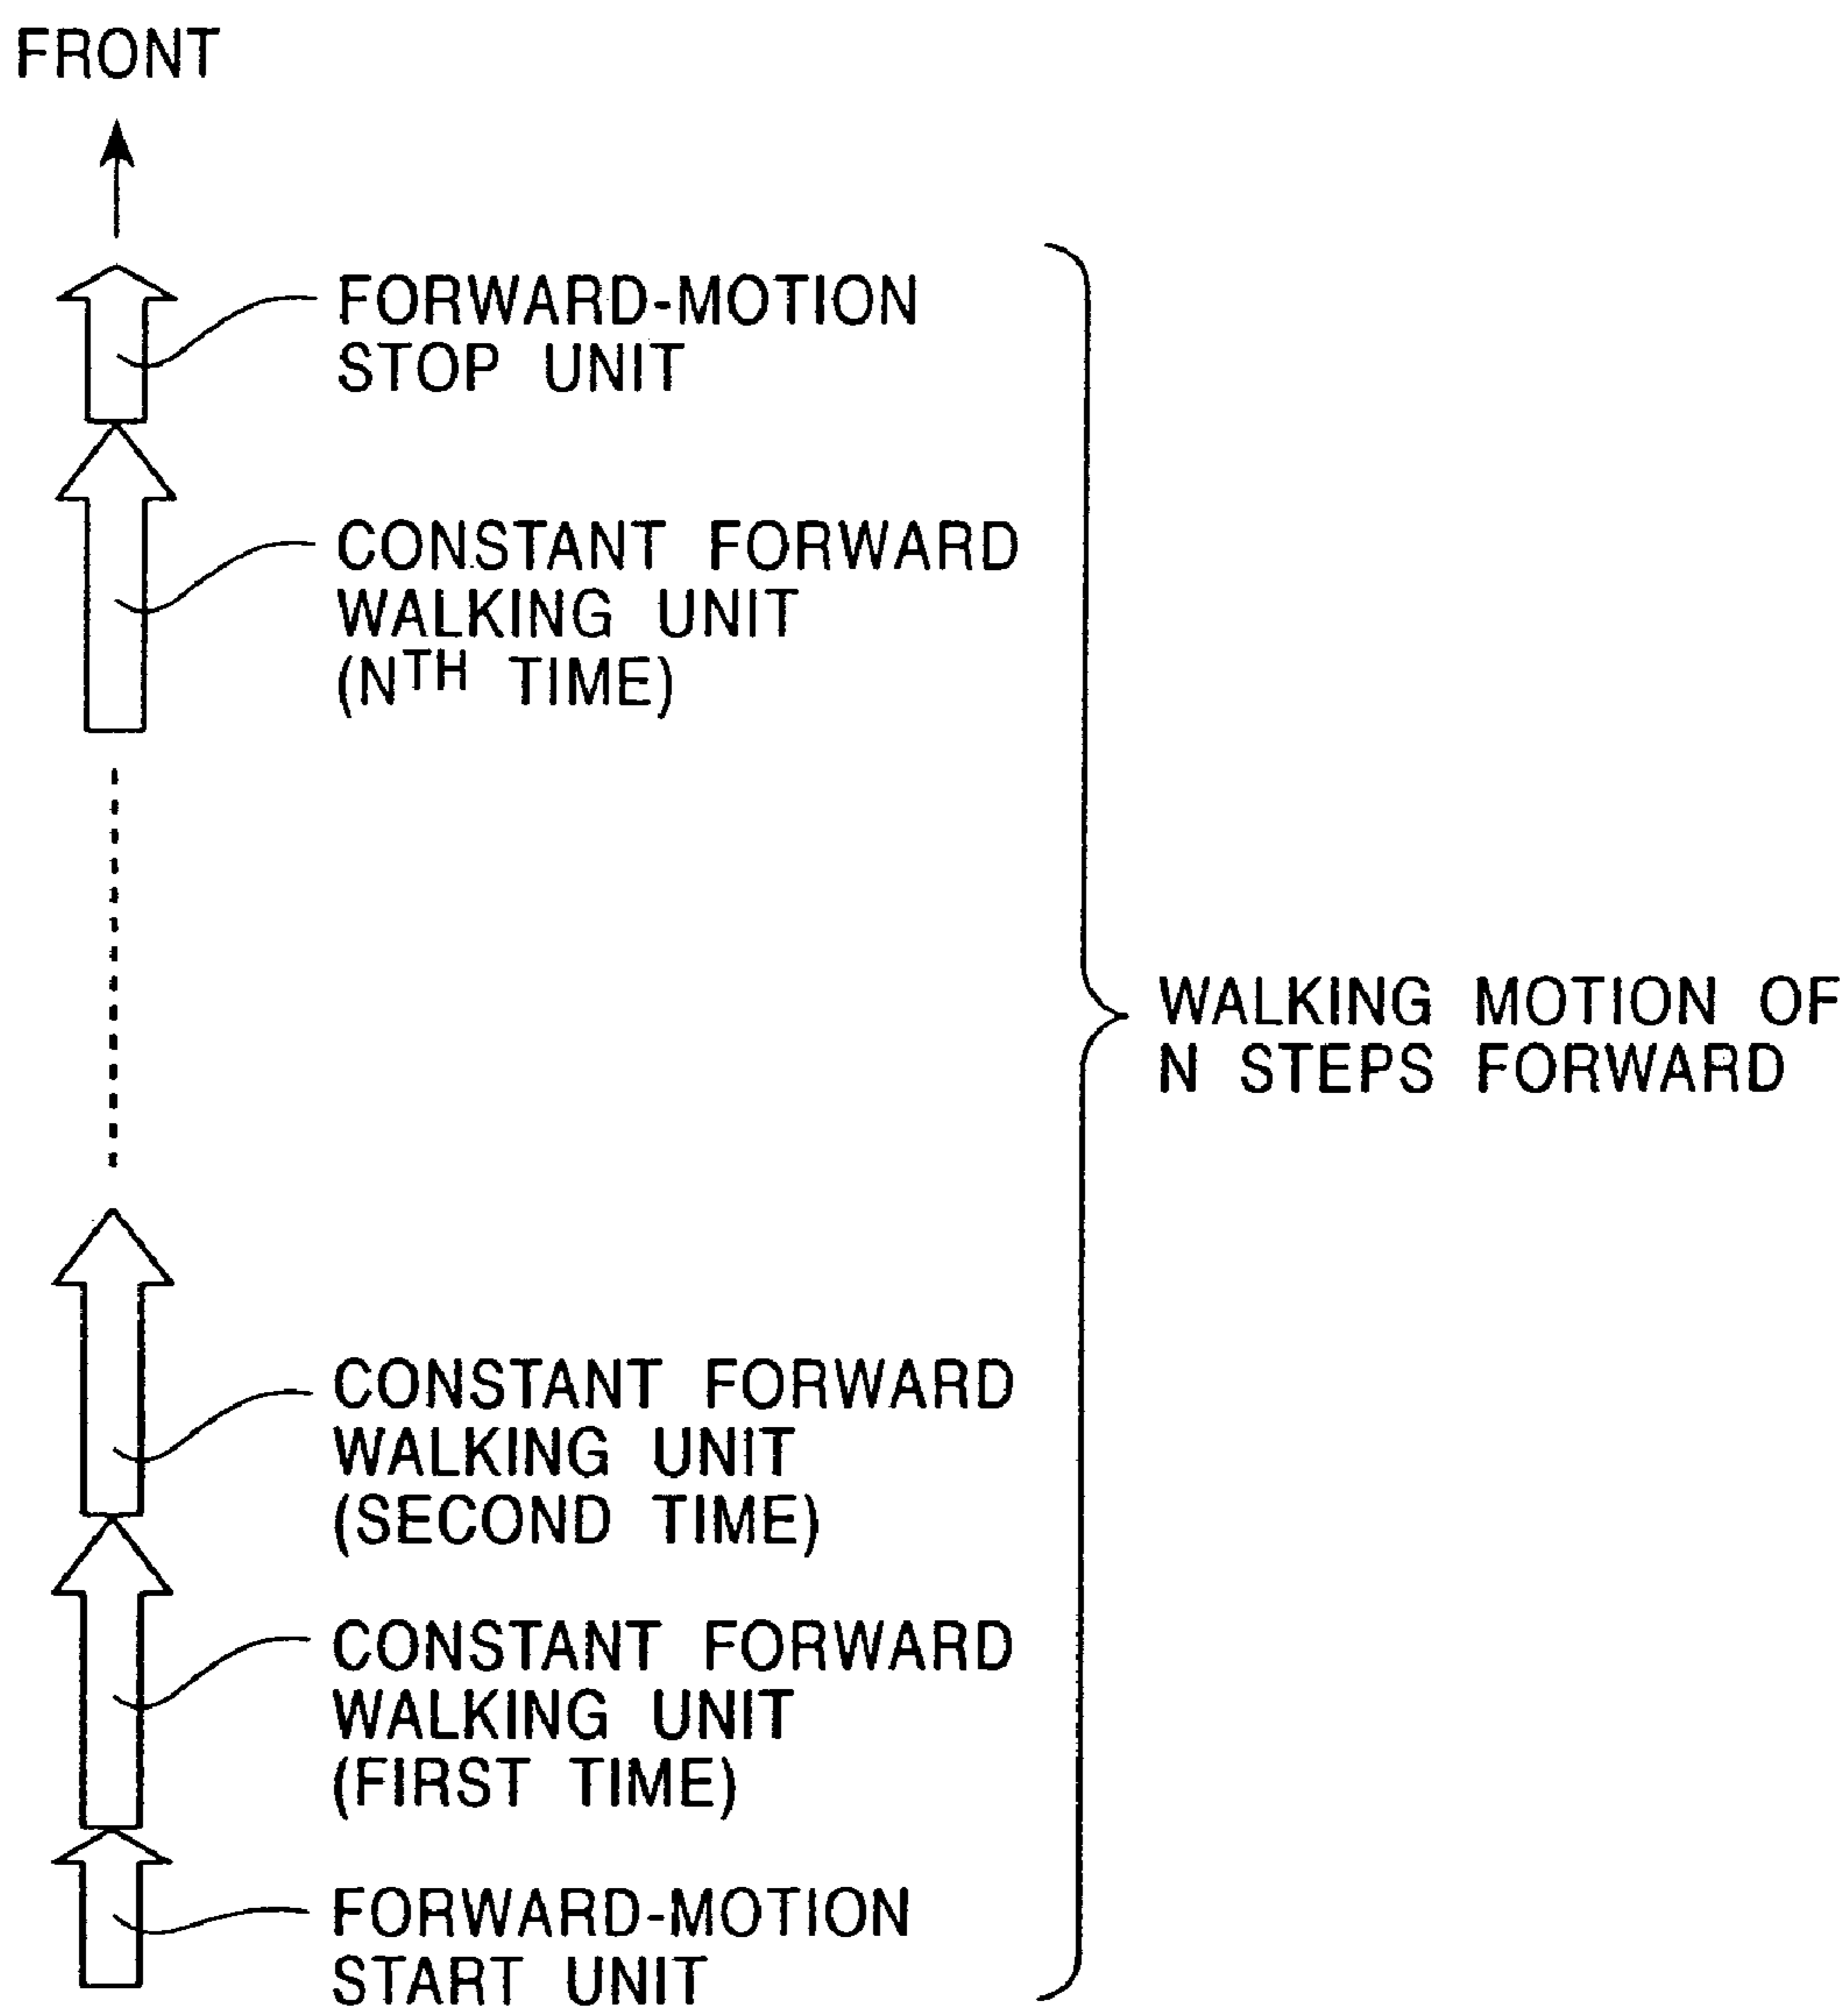 FRONT
FORWARD-MOTION
STOP UNIT
CONSTANT FORWARD
WALKING UNIT
(NTH TIME)
WALKING MOTION OF
N STEPS FORWARD
CONSTANT FORWARD
WALKING UNIT
(SECOND TIME)
CONSTANT FORWARD
WALKING UNIT
(FIRST TIME)
FORWARD-MOTION
START UNIT